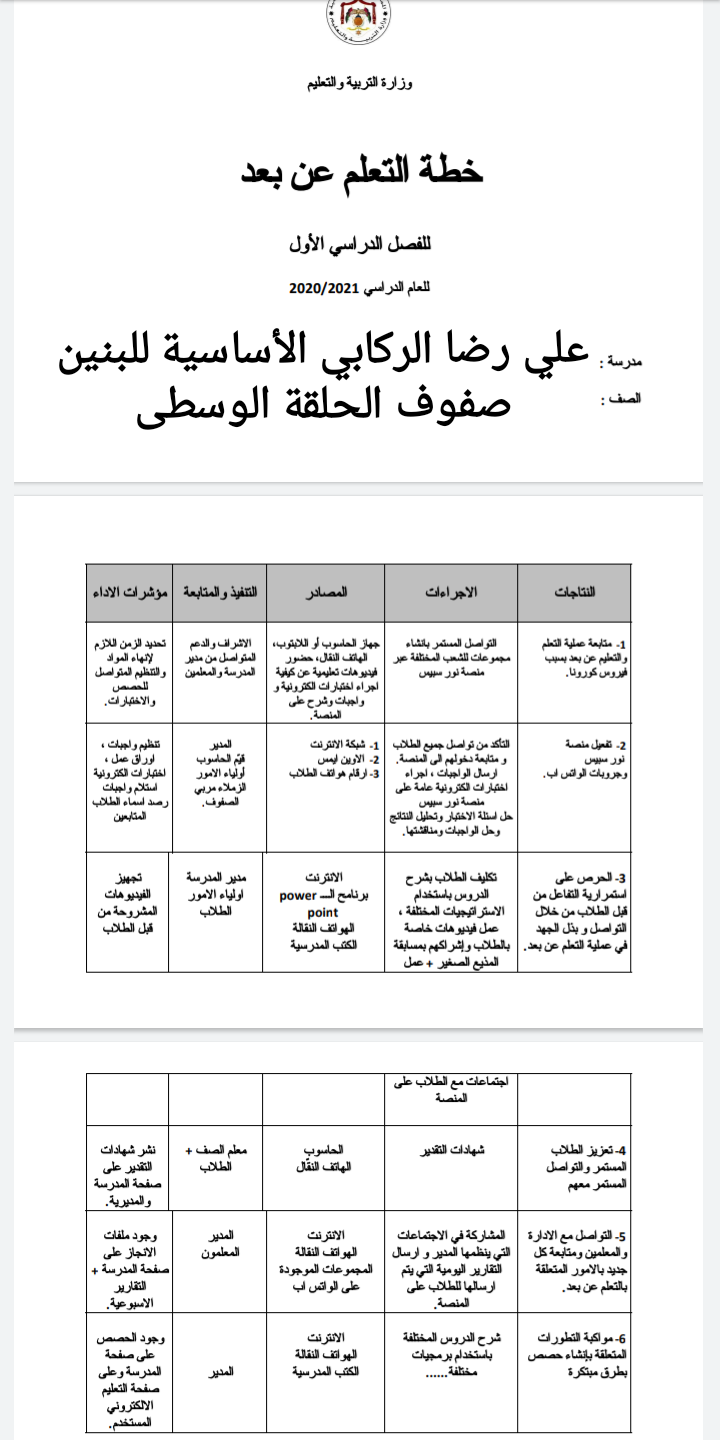 وزارة التربية والتعليم
خطة التعلم عن بعد
للفصل الدراسي الأول
للعام الدراسي 2020/2021
مدرسة : علي رضا الركابي الأساسية للبنين
الصف : صفوف الحلقة الوسطى
النتاجات
الاجراءات
المصادر
التنفيذ والمتابعة
مؤشرات الاداء
1- متابعة عملية التعلم
والتعليم عن بعد بسبب
فيروس كورونا.
التواصل المستمر بانشاء
مجموعات للشعب المختلفة عبر
منصة نور سبيس
جهاز الحاسوب أو اللابتوب،
الهاتف النقال، حضور
فيديوهات تعليمية عن كيفية
اجراء اختبارات الكترونية و
واجبات وشرح على
المنصة.
الاشراف والدعم
المتواصل من مدير
المدرسة والمعلمين
تحديد الزمن اللازم
لإنهاء المواد
والتنظيم المتواصل
للحصص
والاختبارات.
2- تفعيل منصة
نور سبيس
وجروبات الواتس اب.
التأكد من تواصل جميع الطلاب
و متابعة دخولهم الى المنصة.
ارسال الواجبات ، اجراء
اختبارات الكترونية عامة على
منصة نور سبيس
حل اسئلة الاختبار وتحليل النتائج
وحل الواجبات ومناقشتها.
1- شبكة الانترنت
2- الاوبن ايمس
3- ارقام هواتف الطلاب
المدير
قيّم الحاسوب
أولياء الامور
الزملاء مربي
الصفوف.
تنظيم واجبات ،
اوراق عمل ،
اختبارات الكترونية
استلام واجبات
رصد اسماء الطلاب
المتابعين
3- الحرص على
استمرارية التفاعل من
قبل الطلاب من خلال
التواصل و بذل الجهد
في عملية التعلم عن بعد.
تكليف الطلاب بشرح
الدروس باستخدام
الاستراتيجيات المختلفة ،
عمل فيديوهات خاصة
بالطلاب وإشراكهم بمسابقة
المذيع الصغير + عمل
الانترنت
برنامج الـــ power
point
الهواتف النقالة
الكتب المدرسية
مدير المدرسة
اولياء الامور
الطلاب
تجهيز
الفيديوهات
المشروحة من
قبل الطلاب
اجتماعات مع الطلاب على
المنصة
4- تعزيز الطلاب
المستمر والتواصل
المستمر معهم
شهادات التقدير
الحاسوب
الهاتف النقّال
معلم الصف +
الطلاب
نشر شهادات
التقدير على
صفحة المدرسة
والمديرية.
5- التواصل مع الادارة
والمعلمين ومتابعة كل
جديد بالامور المتعلقة
بالتعلم عن بعد.
المشاركة في الاجتماعات
التي ينظمها المدير و ارسال
التقارير اليومية التي يتم
ارسالها للطلاب على
المنصة.
الانترنت
الهواتف النقالة
المجموعات الموجودة
على الواتس اب
المدير
المعلمون
وجود ملفات
الانجاز على
صفحة المدرسة +
التقارير
الاسبوعية.
6- مواكبة التطورات
المتعلقة بإنشاء حصص
بطرق مبتكرة
شرح الدروس المختلفة
باستخدام برمجيات
مختلفة......
الانترنت
الهواتف النقالة
الكتب المدرسية
المدير
وجود الحصص
على صفحة
المدرسة وعلى
صفحة التعليم
الالكتروني
المستخدم.